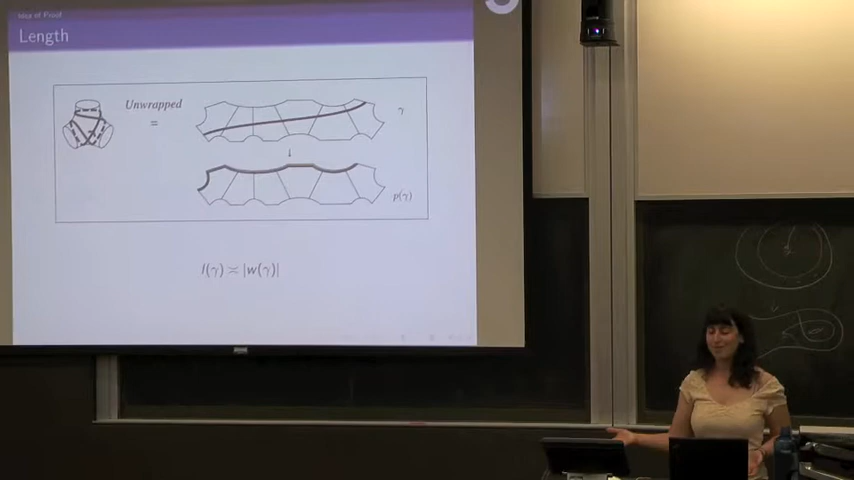 Idea of Proof
Length
Unwrapped
=
γ
↓
p(γ)
l(γ) ≍ |w(γ)|